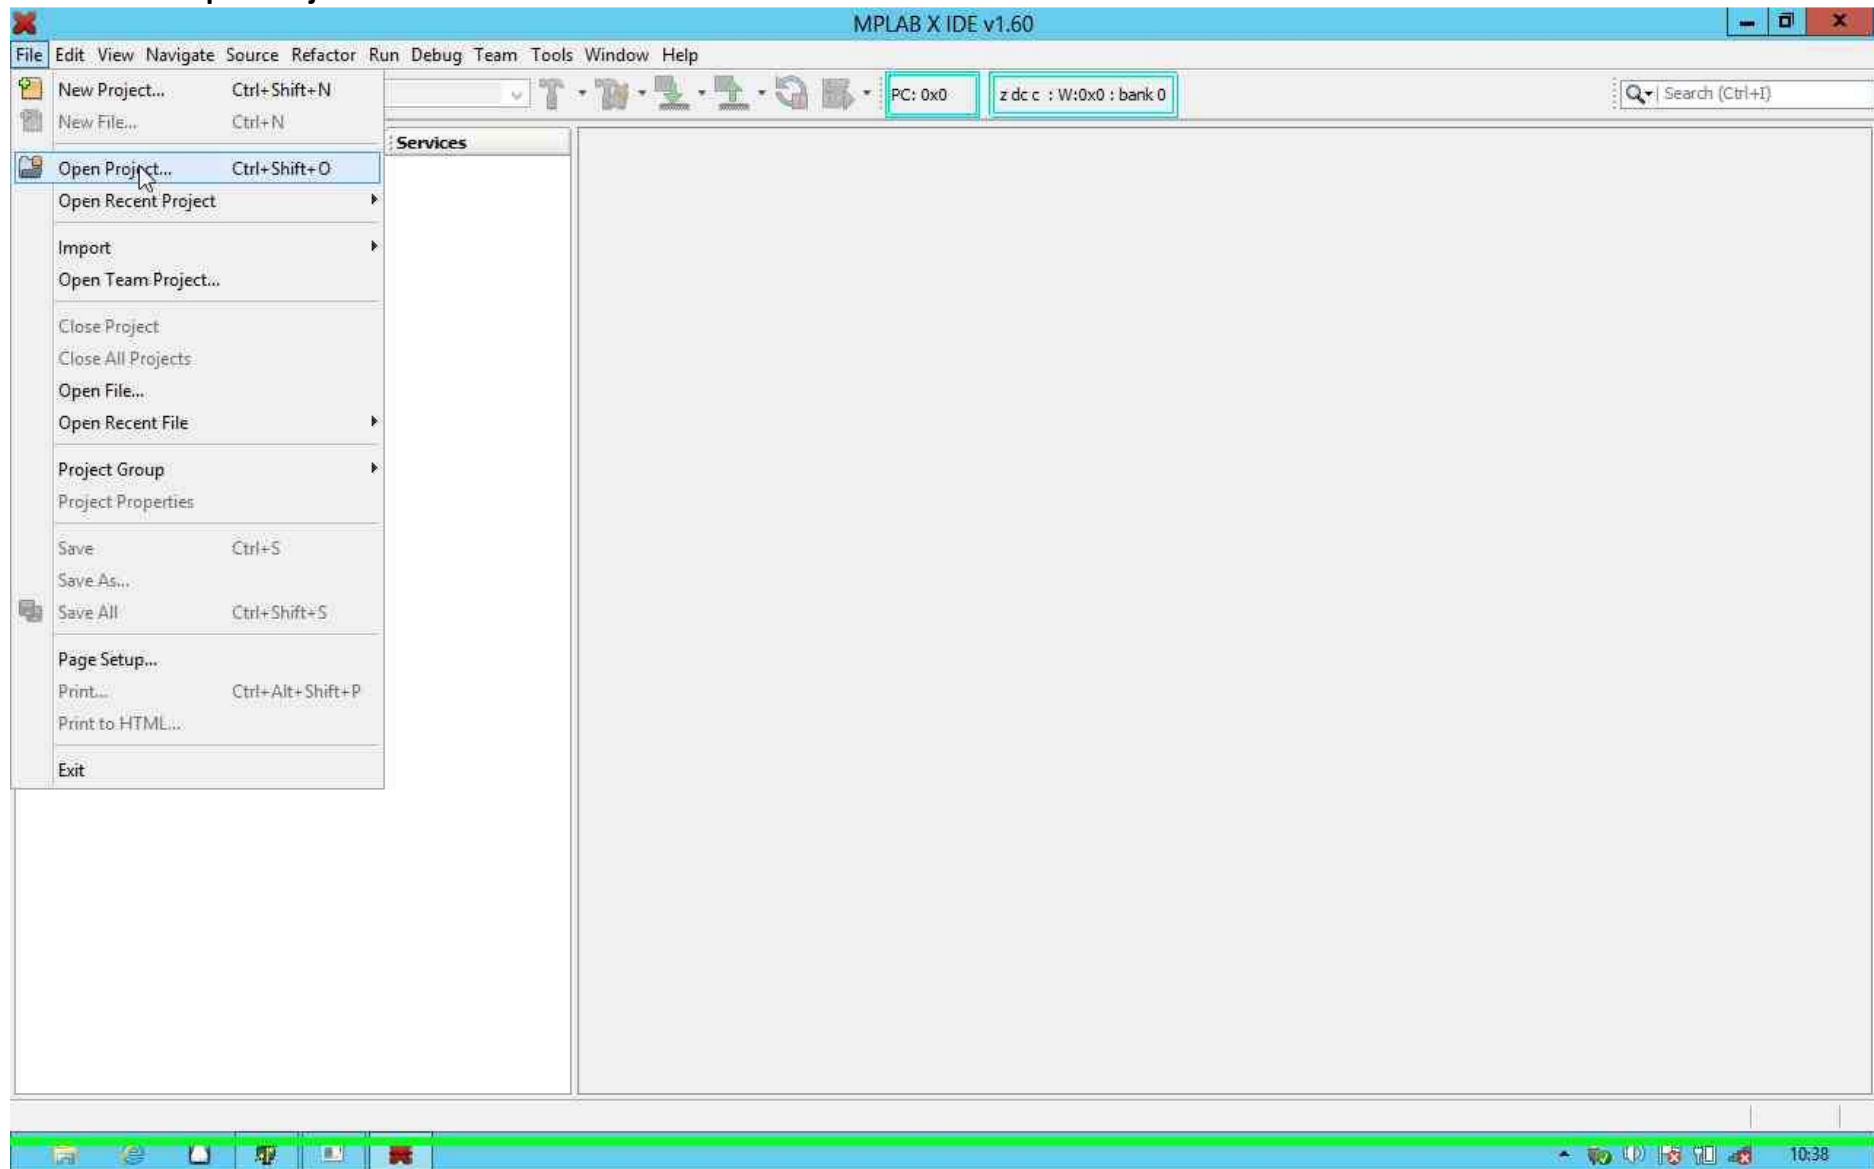 MPLAB X IDE v1.60
File Edit View Navigate Source Refactor Run Debug Team Tools Window Help
New Project... Ctrl+Shift+N
PC: 0x0
z dc c : W:0x0 : bank 0
Search (Ctrl+I)
New File... Ctrl+N
Services
Open Project... Ctrl+Shift+O
Open Recent Project
Import
Open Team Project...
Close Project
Close All Projects
Open File...
Open Recent File
Project Group
Project Properties
Save Ctrl+S
Save As...
Save All Ctrl+Shift+S
Page Setup...
Print... Ctrl+Alt+Shift+P
Print to HTML...
Exit
10:38